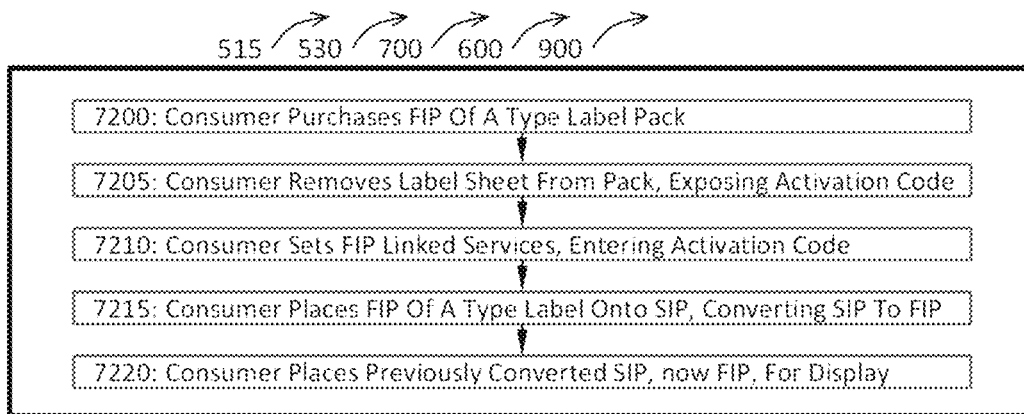 515 530 700 600 900
7200: Consumer Purchases FIP Of A Type Label Pack
7205: Consumer Removes Label Sheet From Pack, Exposing Activation Code
7210: Consumer Sets FIP Linked Services, Entering Activation Code
7215: Consumer Places FIP Of A Type Label Onto SIP, Converting SIP To FIP
7220: Consumer Places Previously Converted SIP, now FIP, For Display